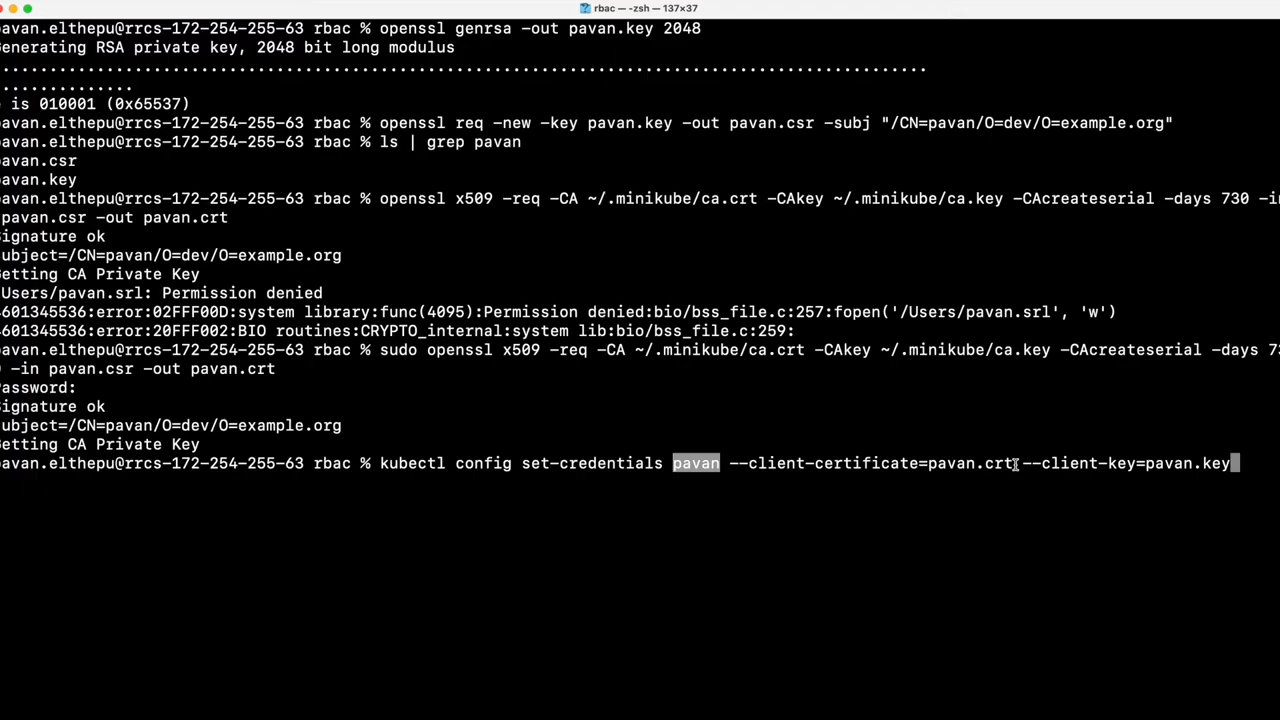 rbac — -zsh — 137×37
avan.elthepu@rrcs-172-254-255-63 rbac % openssl genrsa -out pavan.key 2048
enerating RSA private key, 2048 bit long modulus
..................................................................................................
..............
is 010001 (0x65537)
avan.elthepu@rrcs-172-254-255-63 rbac % openssl req -new -key pavan.key -out pavan.csr -subj "/CN=pavan/O=dev/O=example.org"
avan.elthepu@rrcs-172-254-255-63 rbac % ls | grep pavan
avan.csr
avan.key
avan.elthepu@rrcs-172-254-255-63 rbac % openssl x509 -req -CA ~/.minikube/ca.crt -CAkey ~/.minikube/ca.key -CAcreateserial -days 730 -in
pavan.csr -out pavan.crt
ignature ok
ubject=/CN=pavan/O=dev/O=example.org
etting CA Private Key
Users/pavan.srl: Permission denied
601345536:error:02FFF00D:system library:func(4095):Permission denied:bio/bss_file.c:257:fopen('/Users/pavan.srl', 'w')
601345536:error:20FFF002:BIO routines:CRYPTO_internal:system lib:bio/bss_file.c:259:
avan.elthepu@rrcs-172-254-255-63 rbac % sudo openssl x509 -req -CA ~/.minikube/ca.crt -CAkey ~/.minikube/ca.key -CAcreateserial -days 73
-in pavan.csr -out pavan.crt
assword:
ignature ok
ubject=/CN=pavan/O=dev/O=example.org
etting CA Private Key
avan.elthepu@rrcs-172-254-255-63 rbac % kubectl config set-credentials pavan --client-certificate=pavan.crt --client-key=pavan.key